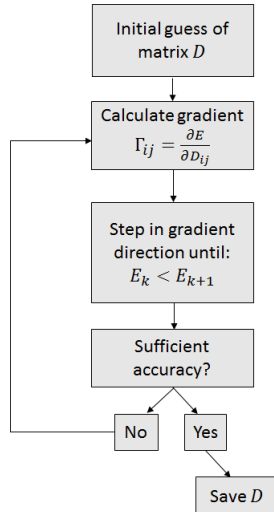 Initial guess of
matrix D
Calculate gradient
Γij = ∂E/∂Dij
Step in gradient
direction until:
Ek < Ek+1
Sufficient
accuracy?
No
Yes
Save D